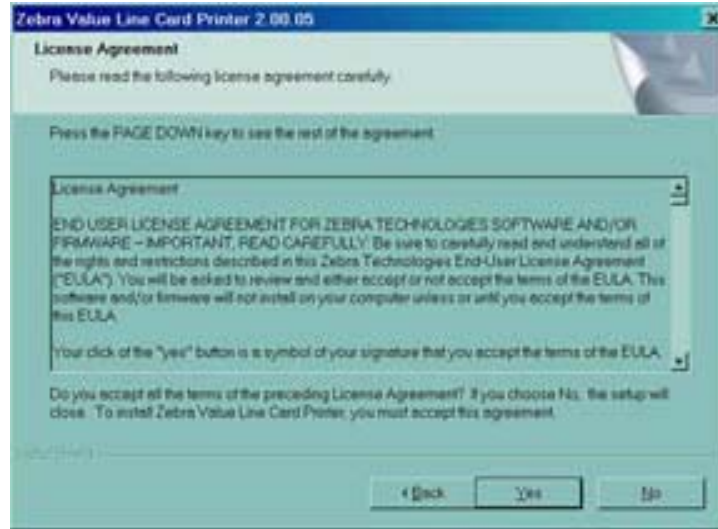 Zebra Value Line Card Printer 2.00.05
License Agreement
Please read the following license agreement carefully.
Press the PAGE DOWN key to see the rest of the agreement.
License Agreement
END USER LICENSE AGREEMENT FOR ZEBRA TECHNOLOGIES SOFTWARE AND/OR
FIRMWARE – IMPORTANT, READ CAREFULLY: Be sure to carefully read and understand all of
the rights and restrictions described in this Zebra Technologies End-User License Agreement
("EULA"). You will be asked to review and either accept or not accept the terms of the EULA. This
software and/or firmware will not install on your computer unless or until you accept the terms of
this EULA.
Your click of the "yes" button is a symbol of your signature that you accept the terms of the EULA.
Do you accept all the terms of the preceding License Agreement? If you choose No, the setup will
close. To install Zebra Value Line Card Printer, you must accept this agreement.
< Back
Yes
No